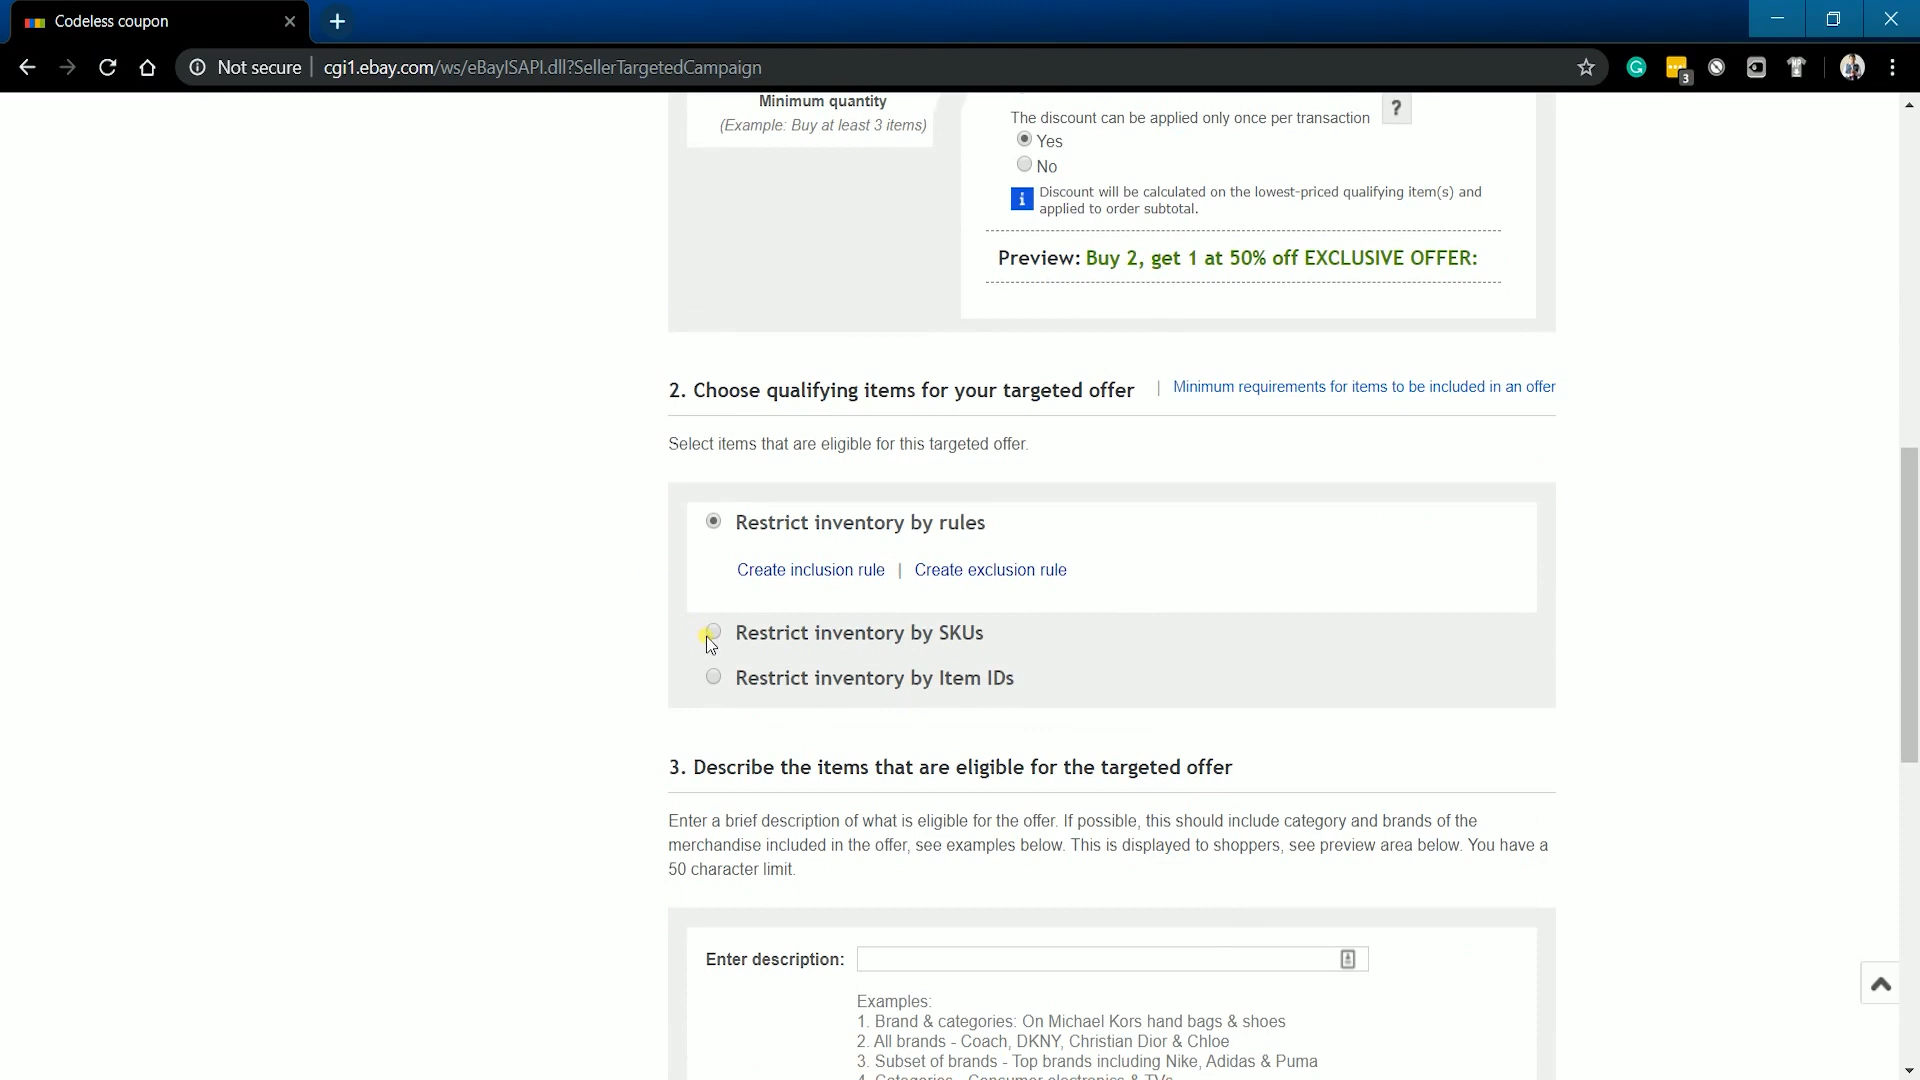 Codeless coupon
Not secure cgi1.ebay.com/ws/eBayISAPI.dll?SellerTargetedCampaign
3
Minimum quantity
(Example: Buy at least 3 items)
The discount can be applied only once per transaction ?
Yes
No
i Discount will be calculated on the lowest-priced qualifying item(s) and
applied to order subtotal.
Preview: Buy 2, get 1 at 50% off EXCLUSIVE OFFER:
2. Choose qualifying items for your targeted offer | Minimum requirements for items to be included in an offer
Select items that are eligible for this targeted offer.
Restrict inventory by rules
Create inclusion rule | Create exclusion rule
Restrict inventory by SKUs
Restrict inventory by Item IDs
3. Describe the items that are eligible for the targeted offer
Enter a brief description of what is eligible for the offer. If possible, this should include category and brands of the
merchandise included in the offer, see examples below. This is displayed to shoppers, see preview area below. You have a
50 character limit.
Enter description:
Examples:
1. Brand & categories: On Michael Kors hand bags & shoes
2. All brands - Coach, DKNY, Christian Dior & Chloe
3. Subset of brands - Top brands including Nike, Adidas & Puma
4. Categories - Consumer electronics & TVs